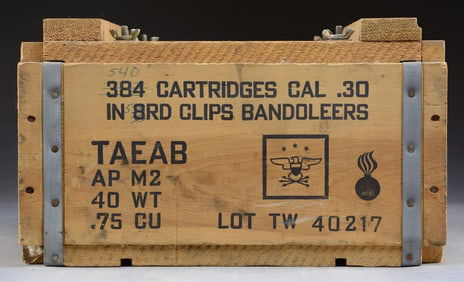 540
384 CARTRIDGES CAL .30
IN 8RD CLIPS BANDOLEERS
TAEAB
AP M2
40 WT
.75 CU
LOT TW 40217